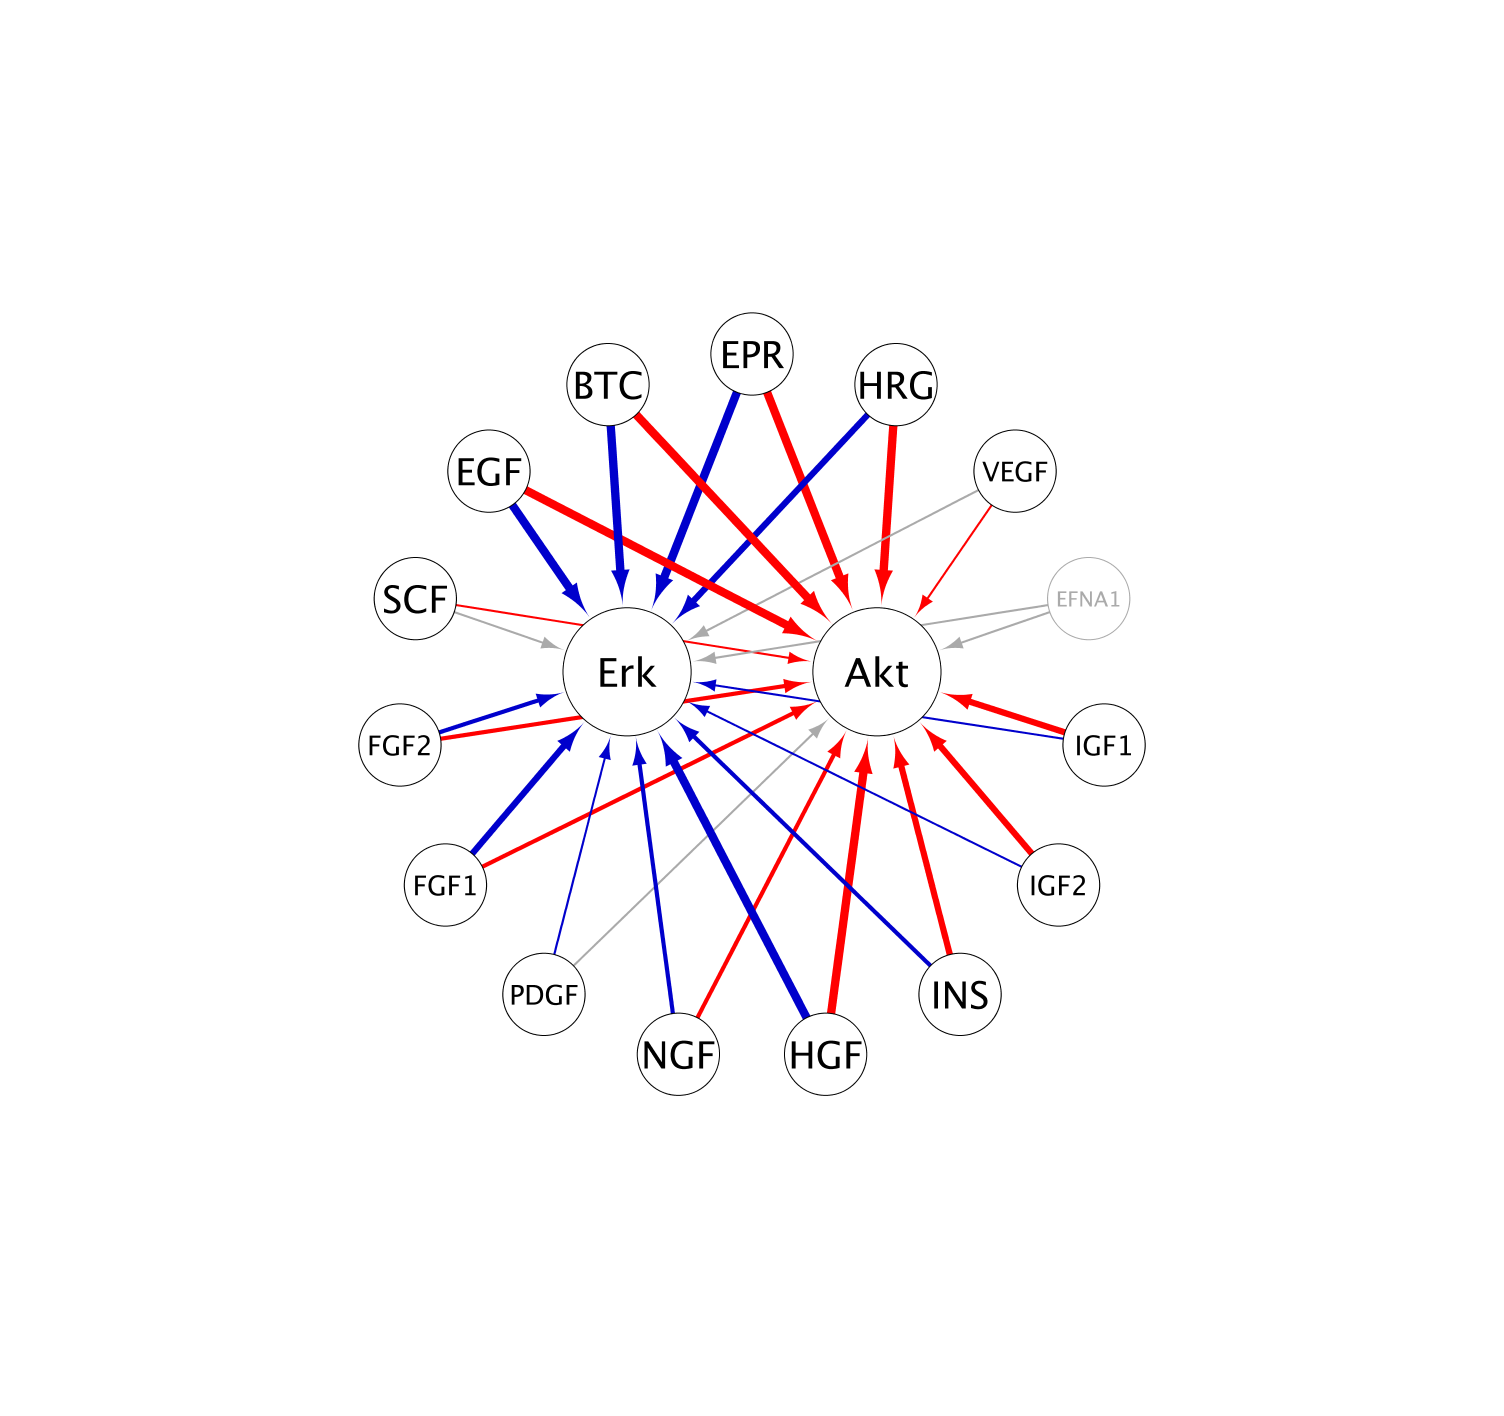 EPR
BTC
HRG
EGF
VEGF
SCF
EFNA1
Erk
Akt
FGF2
IGF1
FGF1
IGF2
PDGF
INS
NGF
HGF